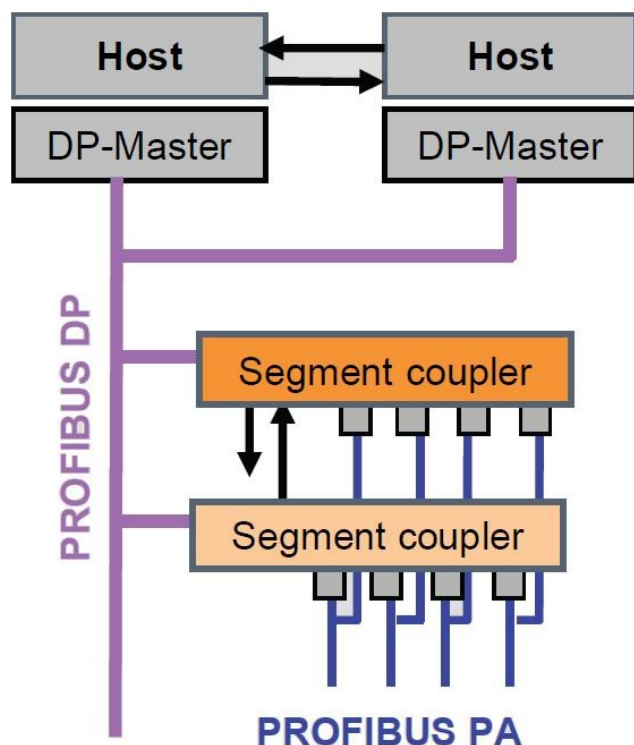 Host
Host
DP-Master
DP-Master
PROFIBUS DP
Segment coupler
Segment coupler
PROFIBUS PA